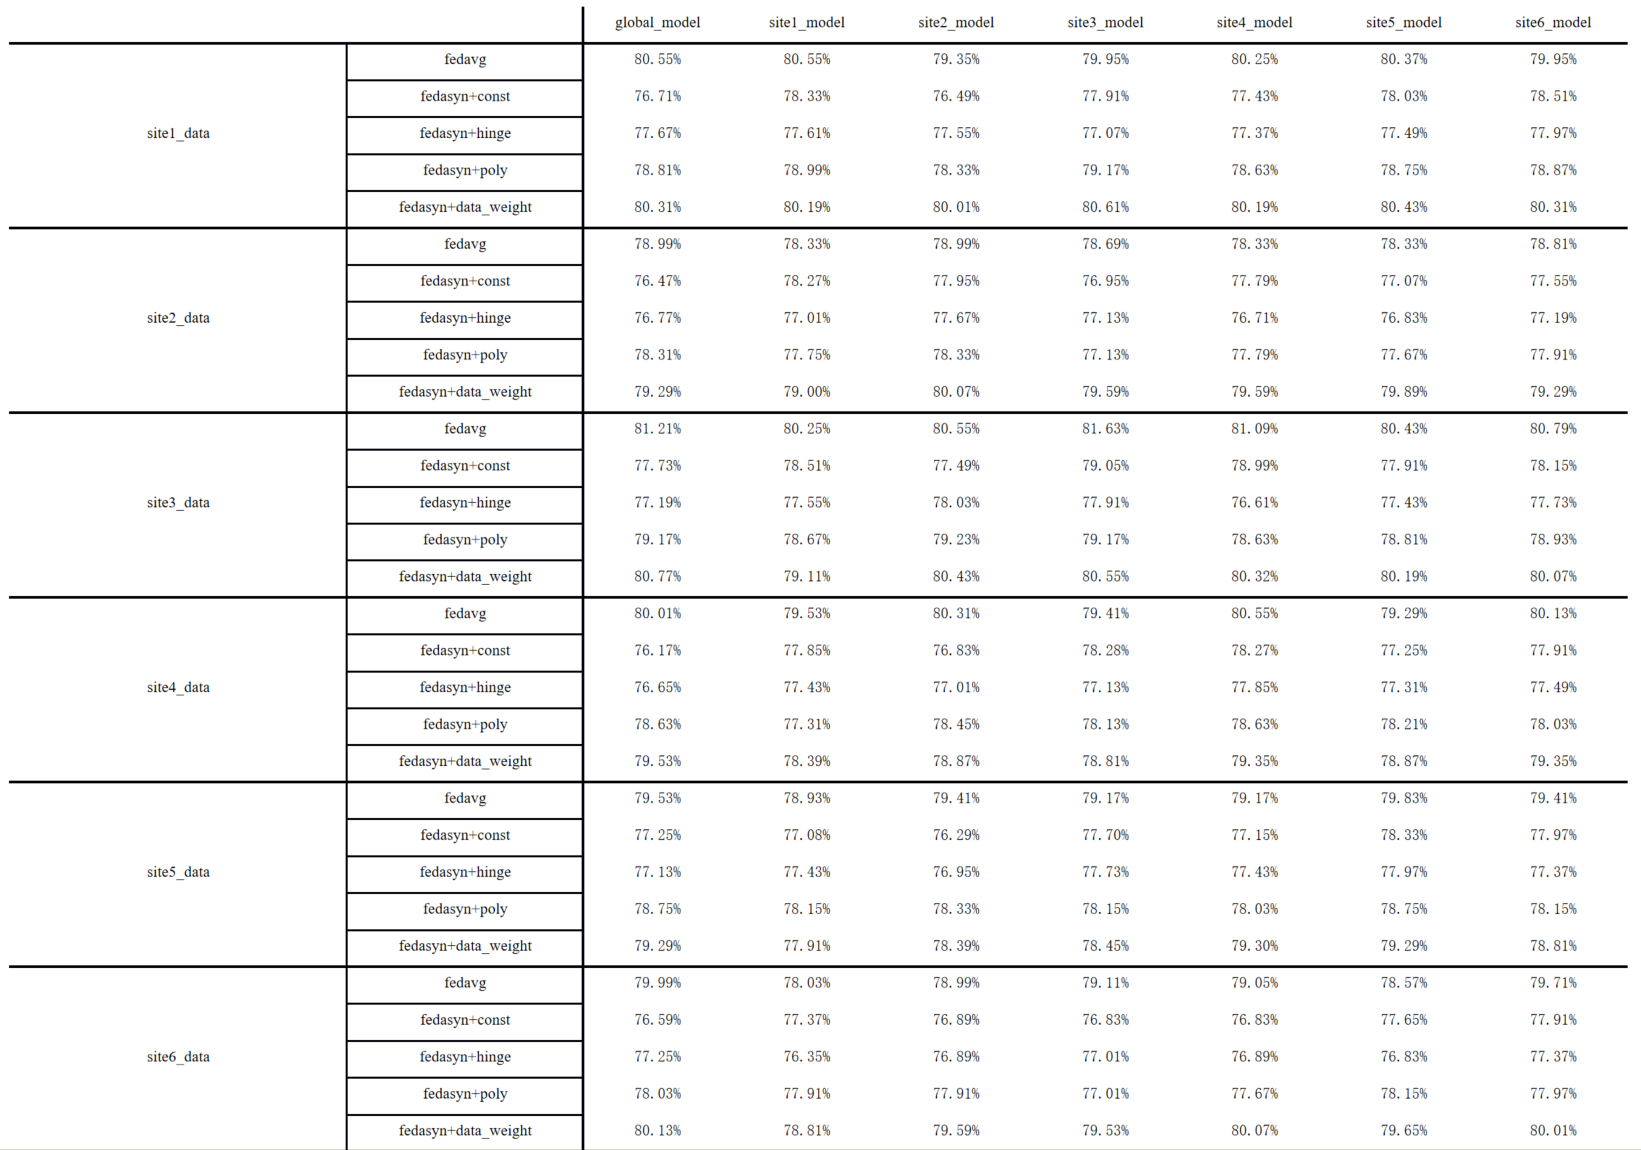 global_model site1_model site2_model site3_model site4_model site5_model site6_model
fedavg 80.55% 80.55% 79.35% 79.95% 80.25% 80.37% 79.95%
fedasyn+const 76.71% 78.33% 76.49% 77.91% 77.43% 78.03% 78.51%
site1_data fedasyn+hinge 77.67% 77.61% 77.55% 77.07% 77.37% 77.49% 77.97%
fedasyn+poly 78.81% 78.99% 78.33% 79.17% 78.63% 78.75% 78.87%
fedasyn+data_weight 80.31% 80.19% 80.01% 80.61% 80.19% 80.43% 80.31%
fedavg 78.99% 78.33% 78.99% 78.69% 78.33% 78.33% 78.81%
fedasyn+const 76.47% 78.27% 77.95% 76.95% 77.79% 77.07% 77.55%
site2_data fedasyn+hinge 76.77% 77.01% 77.67% 77.13% 76.71% 76.83% 77.19%
fedasyn+poly 78.31% 77.75% 78.33% 77.13% 77.79% 77.67% 77.91%
fedasyn+data_weight 79.29% 79.00% 80.07% 79.59% 79.59% 79.89% 79.29%
fedavg 81.21% 80.25% 80.55% 81.63% 81.09% 80.43% 80.79%
fedasyn+const 77.73% 78.51% 77.49% 79.05% 78.99% 77.91% 78.15%
site3_data fedasyn+hinge 77.19% 77.55% 78.03% 77.91% 76.61% 77.43% 77.73%
fedasyn+poly 79.17% 78.67% 79.23% 79.17% 78.63% 78.81% 78.93%
fedasyn+data_weight 80.77% 79.11% 80.43% 80.55% 80.32% 80.19% 80.07%
fedavg 80.01% 79.53% 80.31% 79.41% 80.55% 79.29% 80.13%
fedasyn+const 76.17% 77.85% 76.83% 78.28% 78.27% 77.25% 77.91%
site4_data fedasyn+hinge 76.65% 77.43% 77.01% 77.13% 77.85% 77.31% 77.49%
fedasyn+poly 78.63% 77.31% 78.45% 78.13% 78.63% 78.21% 78.03%
fedasyn+data_weight 79.53% 78.39% 78.87% 78.81% 79.35% 78.87% 79.35%
fedavg 79.53% 78.93% 79.41% 79.17% 79.17% 79.83% 79.41%
fedasyn+const 77.25% 77.08% 76.29% 77.70% 77.15% 78.33% 77.97%
site5_data fedasyn+hinge 77.13% 77.43% 76.95% 77.73% 77.43% 77.97% 77.37%
fedasyn+poly 78.75% 78.15% 78.33% 78.15% 78.03% 78.75% 78.15%
fedasyn+data_weight 79.29% 77.91% 78.39% 78.45% 79.30% 79.29% 78.81%
fedavg 79.99% 78.03% 78.99% 79.11% 79.05% 78.57% 79.71%
fedasyn+const 76.59% 77.37% 76.89% 76.83% 76.83% 77.65% 77.91%
site6_data fedasyn+hinge 77.25% 76.35% 76.89% 77.01% 76.89% 76.83% 77.37%
fedasyn+poly 78.03% 77.91% 77.91% 77.01% 77.67% 78.15% 77.97%
fedasyn+data_weight 80.13% 78.81% 79.59% 79.53% 80.07% 79.65% 80.01%